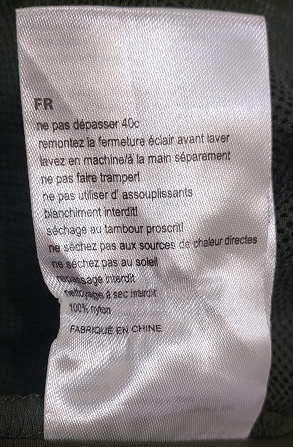 FR
ne pas dépasser 40c
remontez la fermeture éclair avant laver
lavez en machine/à la main séparement
ne pas faire tremper!
ne pas utiliser d' assouplissants
blanchiment interdit!
séchage au tambour proscrit!
ne séchez pas aux sources de chaleur directes
ne séchez pas au soleil
repassage interdit
nettoyage à sec interdit
100% nylon
FABRIQUÉ EN CHINE